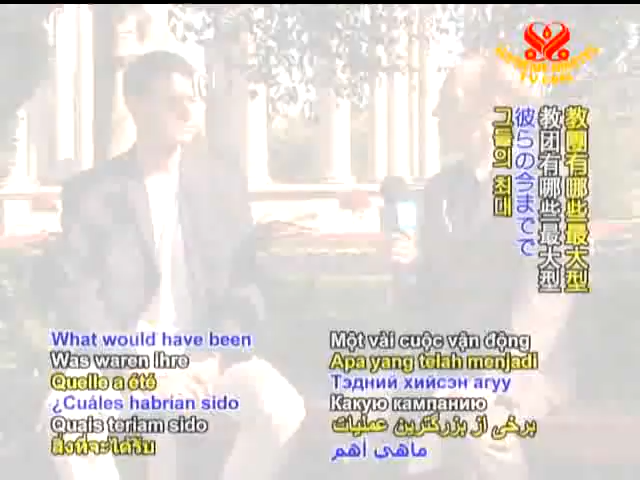 教團有哪些最大型
教团有哪些最大型
彼らの今までで
그들의 최대
What would have been
Was waren Ihre
Quelle a été
¿Cuáles habrían sido
Quais teriam sido
สิ่งที่จะได้รับ
Một vài cuộc vận động
Apa yang telah menjadi
Тэдний хийсэн агуу
Какую кампанию
برخی از بزرگترین عملیات
ماهي أهم